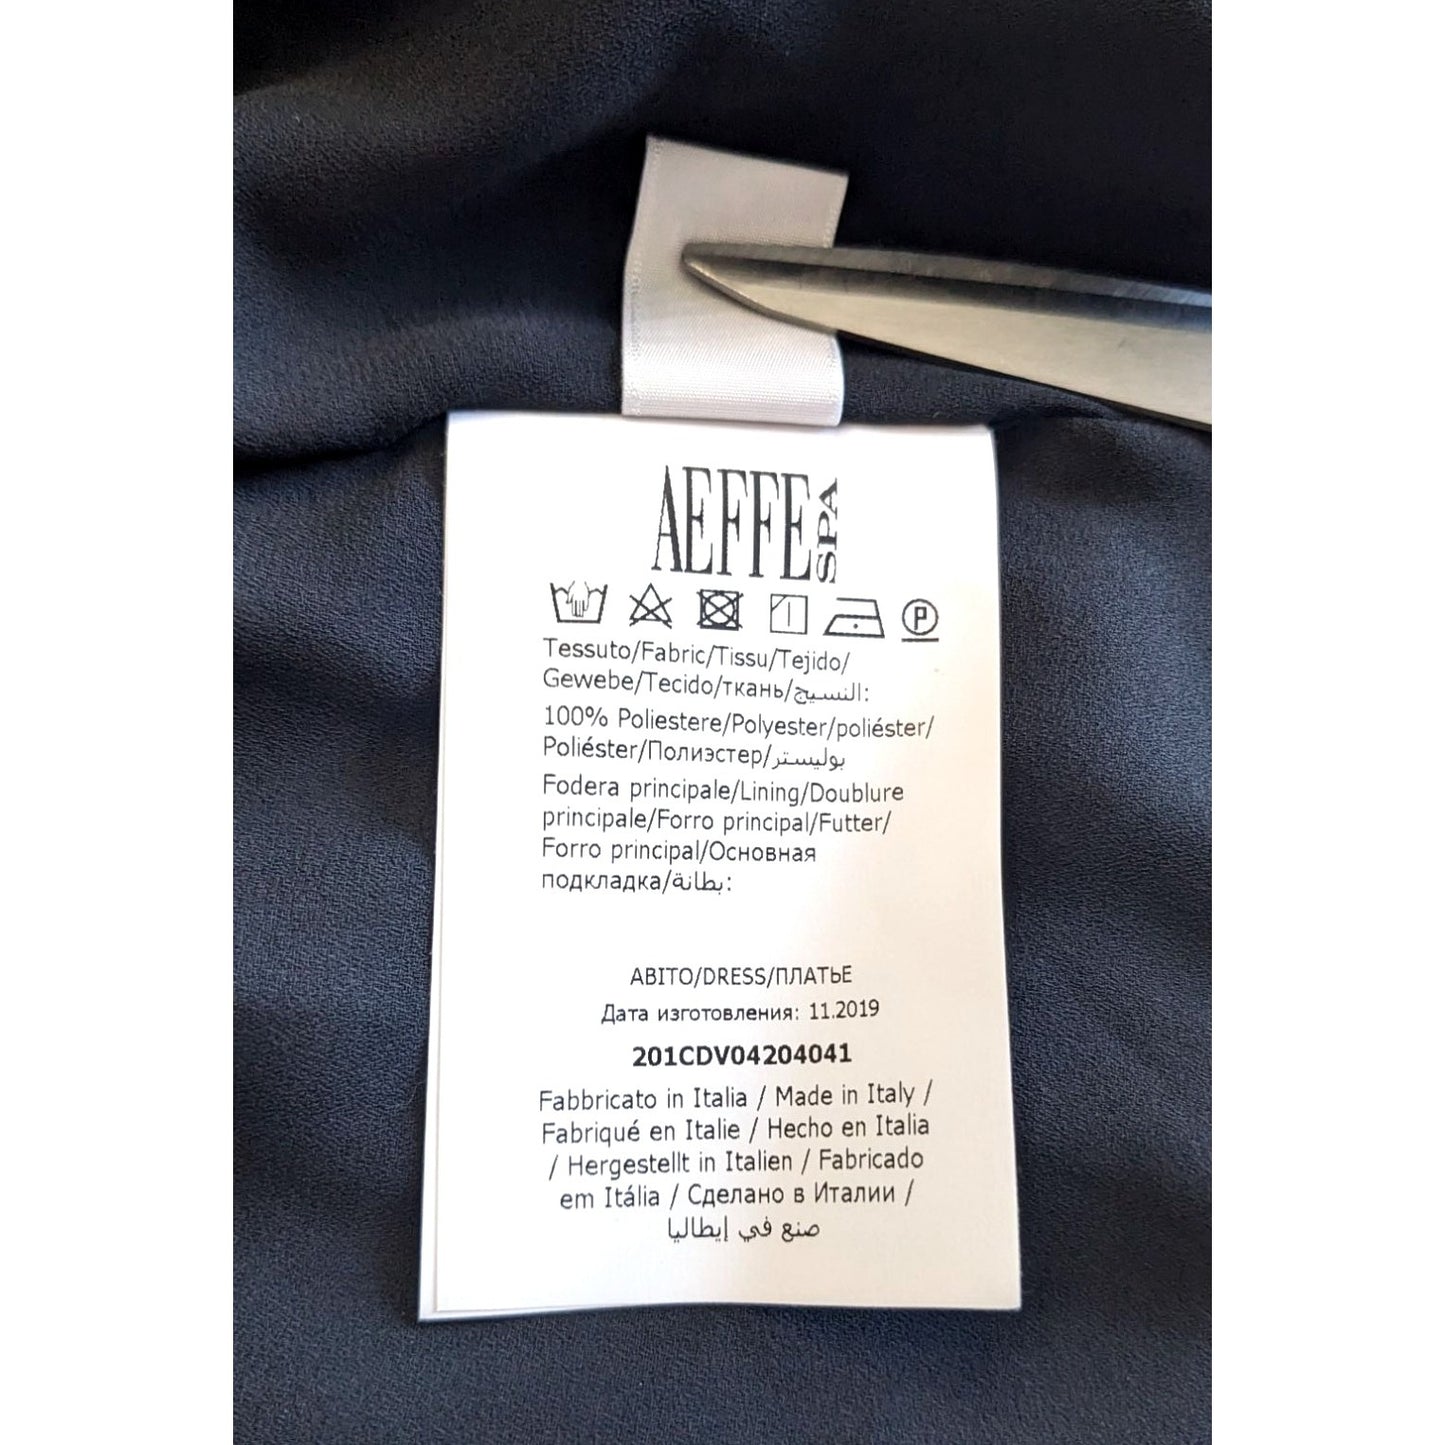 AEFFE SPA
P
Tessuto/Fabric/Tissu/Tejido/
Gewebe/Tecido/ткань/النسيج:
100% Poliestere/Polyester/poliéster/
Poliéster/Полиэстер/بوليستر
Fodera principale/Lining/Doublure
principale/Forro principal/Futter/
Forro principal/Основная
подкладка/بطانة:
ABITO/DRESS/ПЛАТЬЕ
Дата изготовления: 11.2019
201CDV04204041
Fabbricato in Italia / Made in Italy /
Fabriqué en Italie / Hecho en Italia
/ Hergestellt in Italien / Fabricado
em Itália / Сделано в Италии /
صنع في إيطاليا